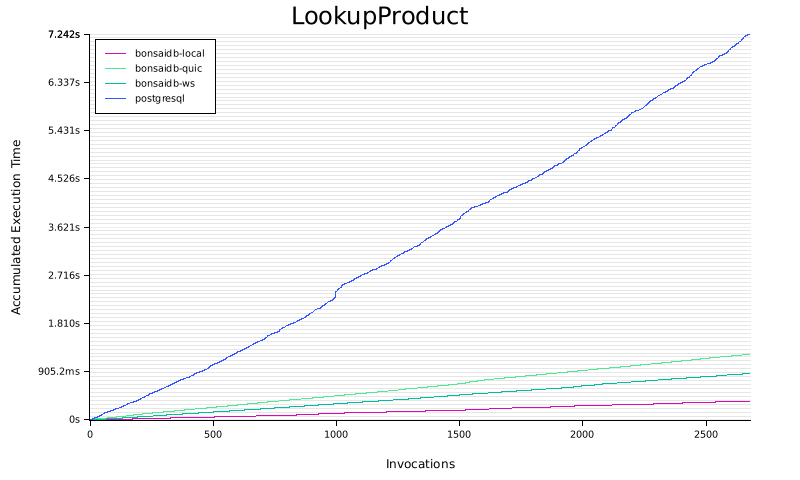 LookupProduct
7.242s
6.337s
5.431s
4.526s
3.621s
2.716s
1.810s
905.2ms
0s
Accumulated Execution Time
bonsaidb-local
bonsaidb-quic
bonsaidb-ws
postgresql
0 500 1000 1500 2000 2500
Invocations